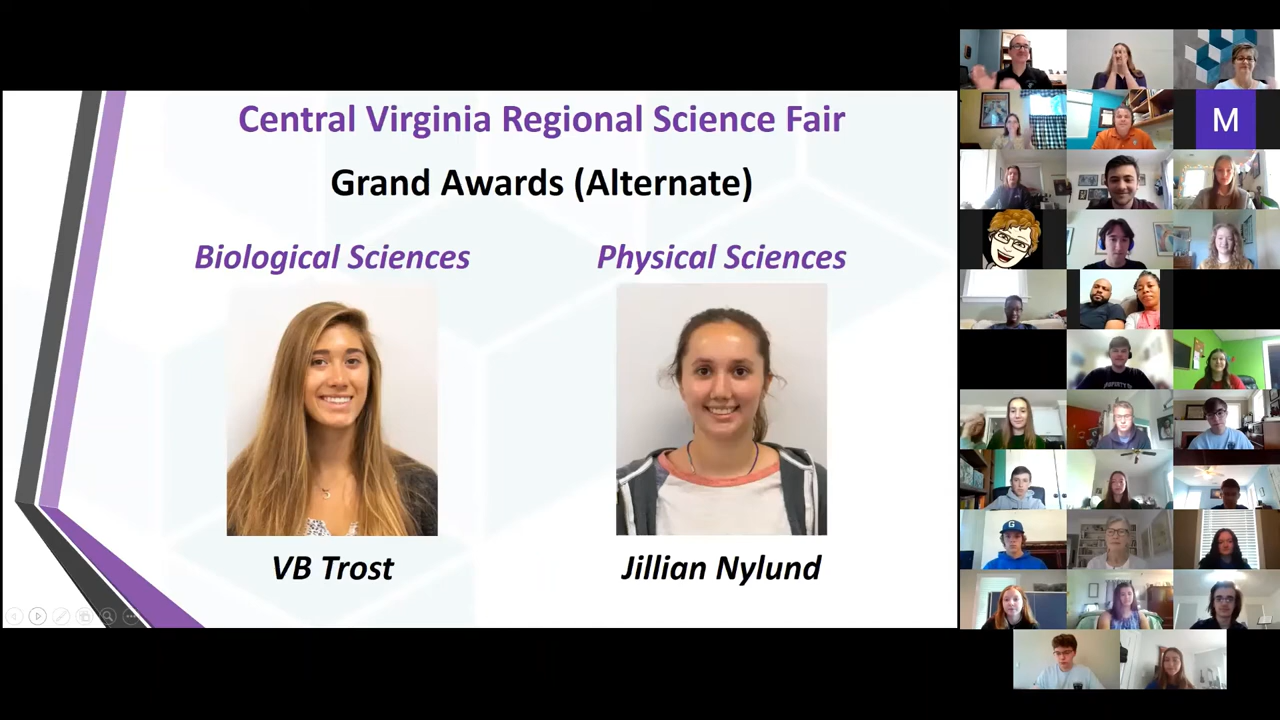 Central Virginia Regional Science Fair
Grand Awards (Alternate)
Biological Sciences
Physical Sciences
VB Trost
Jillian Nylund
M
G